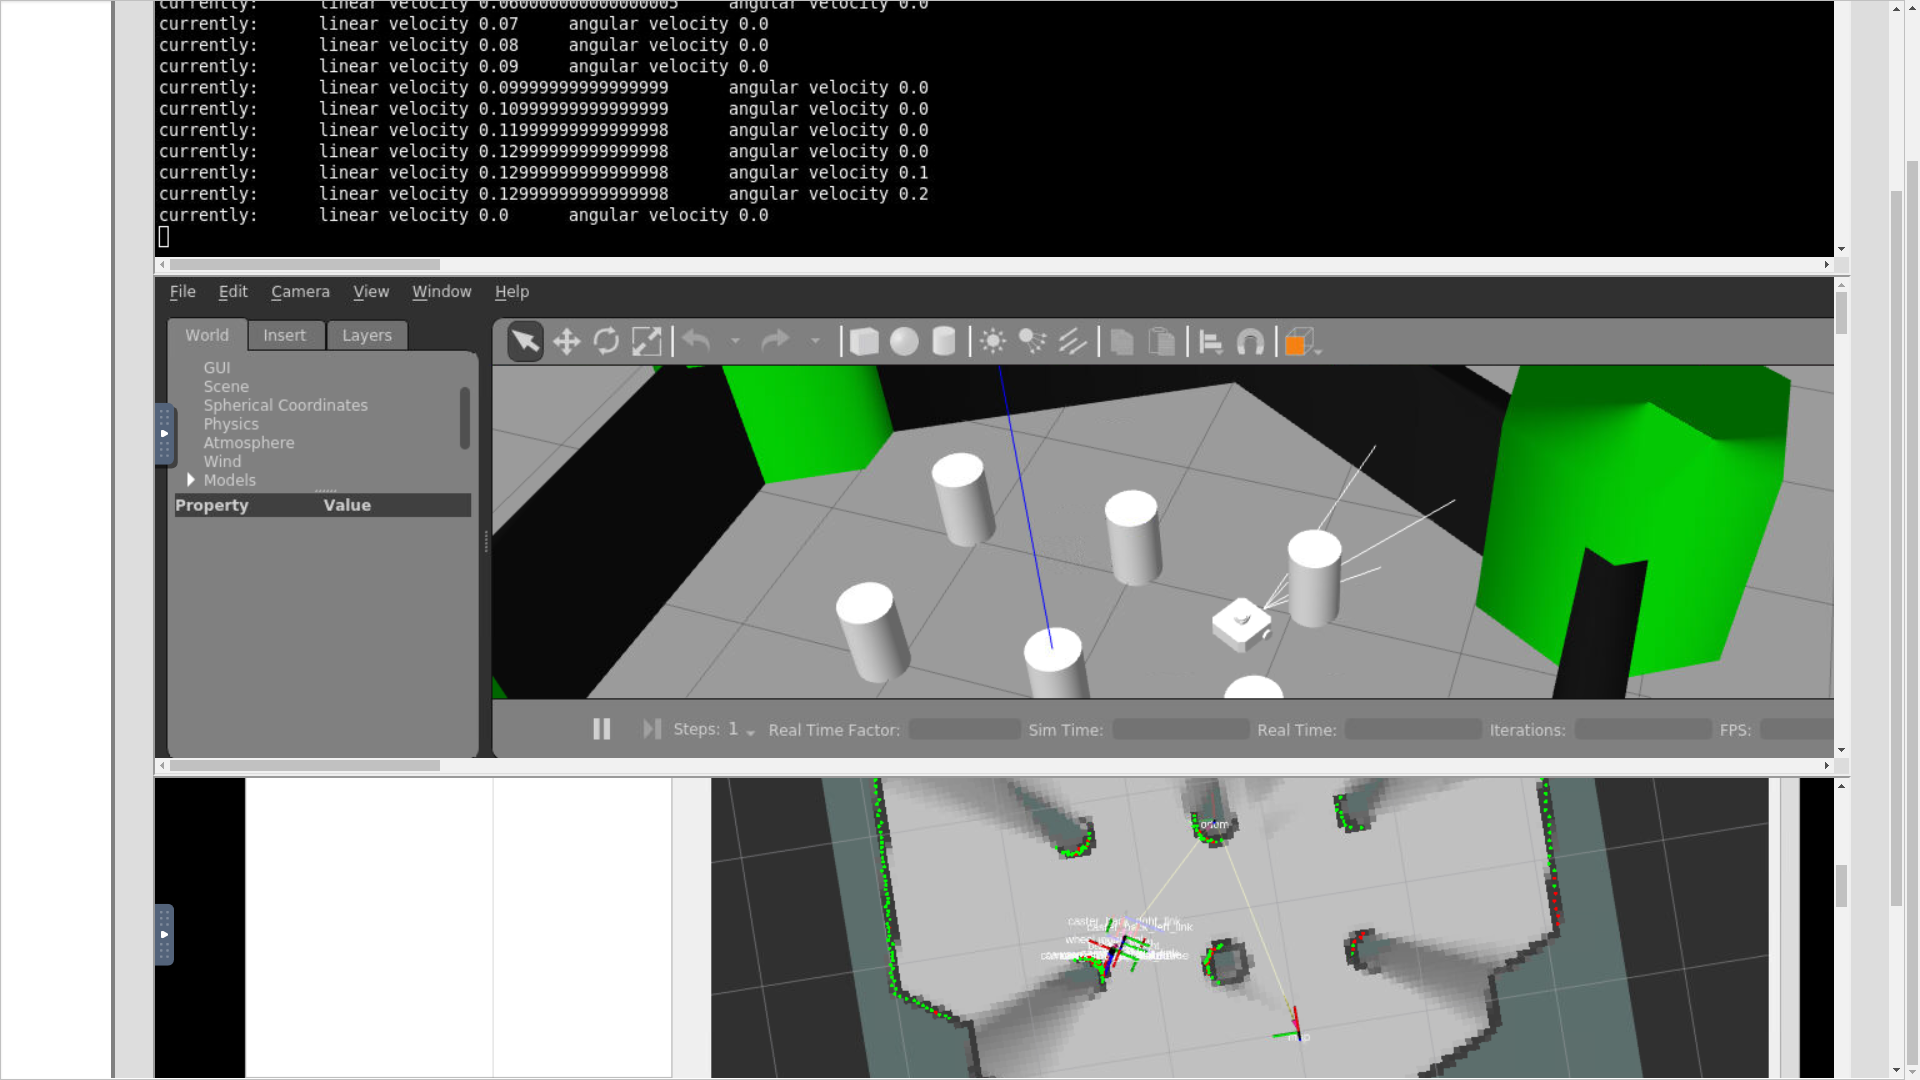 currently: linear velocity 0.060000000000000005 angular velocity 0.0
currently: linear velocity 0.07 angular velocity 0.0
currently: linear velocity 0.08 angular velocity 0.0
currently: linear velocity 0.09 angular velocity 0.0
currently: linear velocity 0.09999999999999999 angular velocity 0.0
currently: linear velocity 0.10999999999999999 angular velocity 0.0
currently: linear velocity 0.11999999999999998 angular velocity 0.0
currently: linear velocity 0.12999999999999998 angular velocity 0.0
currently: linear velocity 0.12999999999999998 angular velocity 0.1
currently: linear velocity 0.12999999999999998 angular velocity 0.2
currently: linear velocity 0.0 angular velocity 0.0
File Edit Camera View Window Help
World Insert Layers
GUI
Scene
Spherical Coordinates
Physics
Atmosphere
Wind
Models
Property Value
Steps: 1 Real Time Factor: Sim Time: Real Time: Iterations: FPS:
odom
map